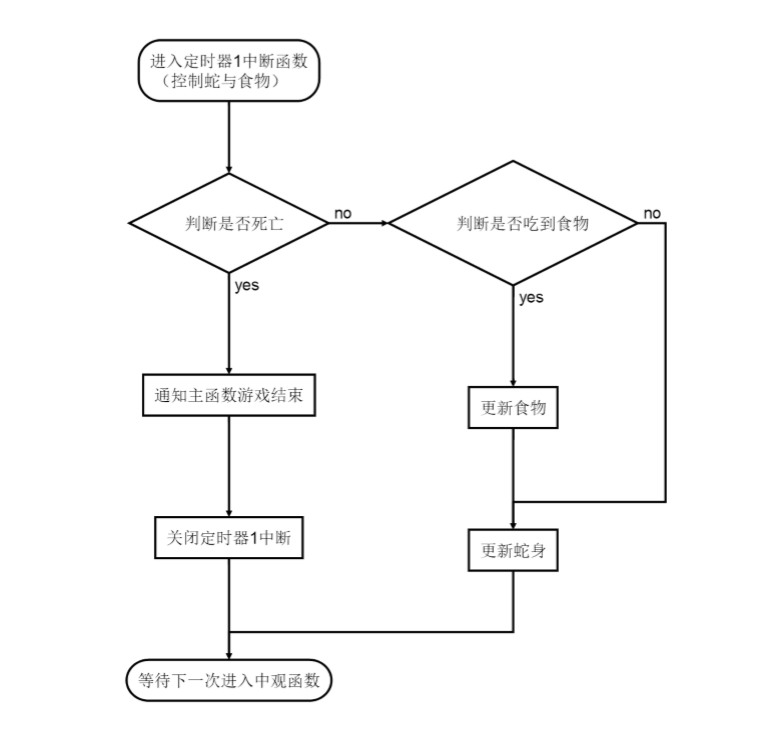 进入定时器1中断函数
（控制蛇与食物）
判断是否死亡
no
判断是否吃到食物
no
yes
yes
通知主函数游戏结束
更新食物
关闭定时器1中断
更新蛇身
等待下一次进入中观函数